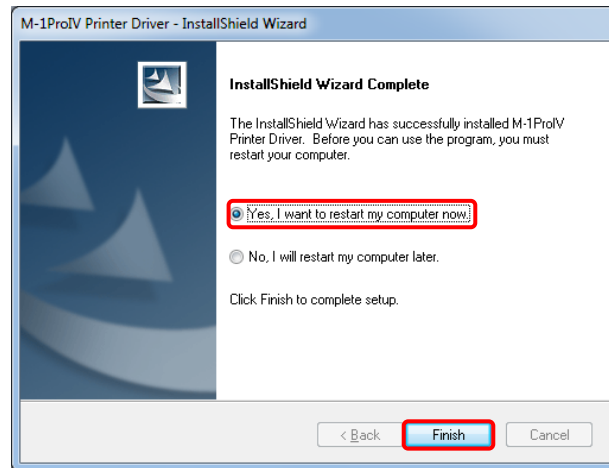 M-1ProIV Printer Driver - InstallShield Wizard
InstallShield Wizard Complete
The InstallShield Wizard has successfully installed M-1ProIV
Printer Driver. Before you can use the program, you must
restart your computer.
Yes, I want to restart my computer now.
No, I will restart my computer later.
Click Finish to complete setup.
< Back
Finish
Cancel